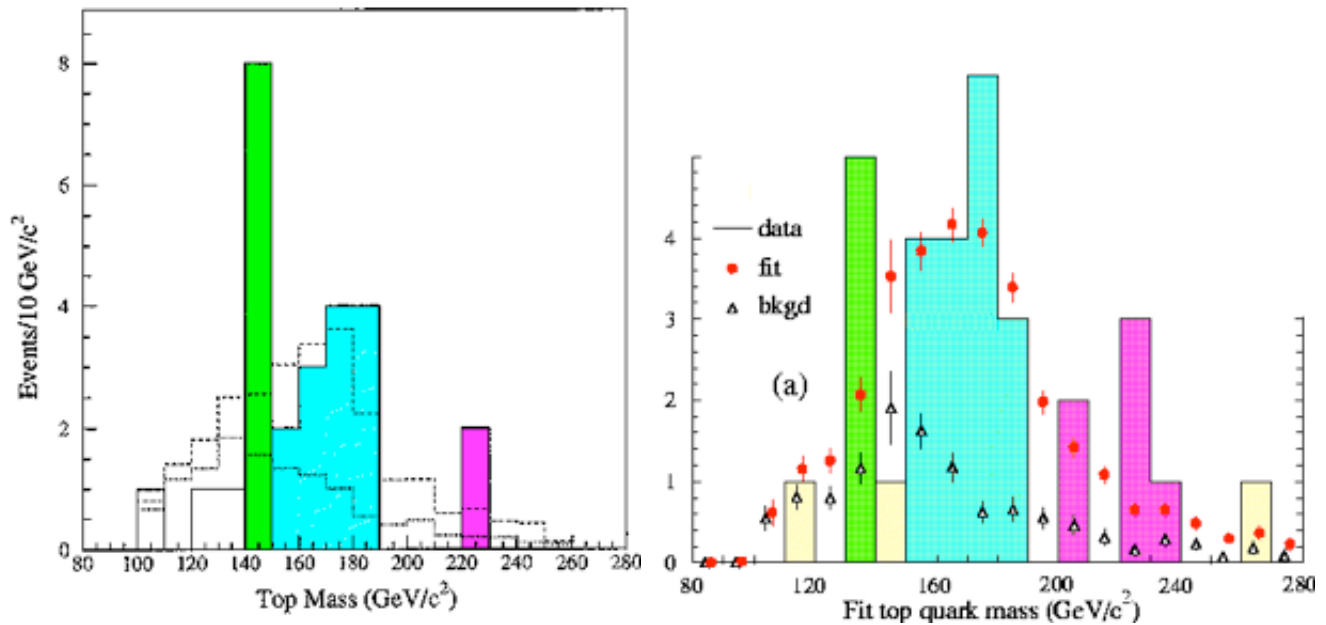 8
6
4
2
0
Events/10 GeV/c²
80 100 120 140 160 180 200 220 240 260 280
Top Mass (GeV/c²)
4
3
2
1
0
data
fit
bkgd
(a)
80 120 160 200 240 280
Fit top quark mass (GeV/c²)